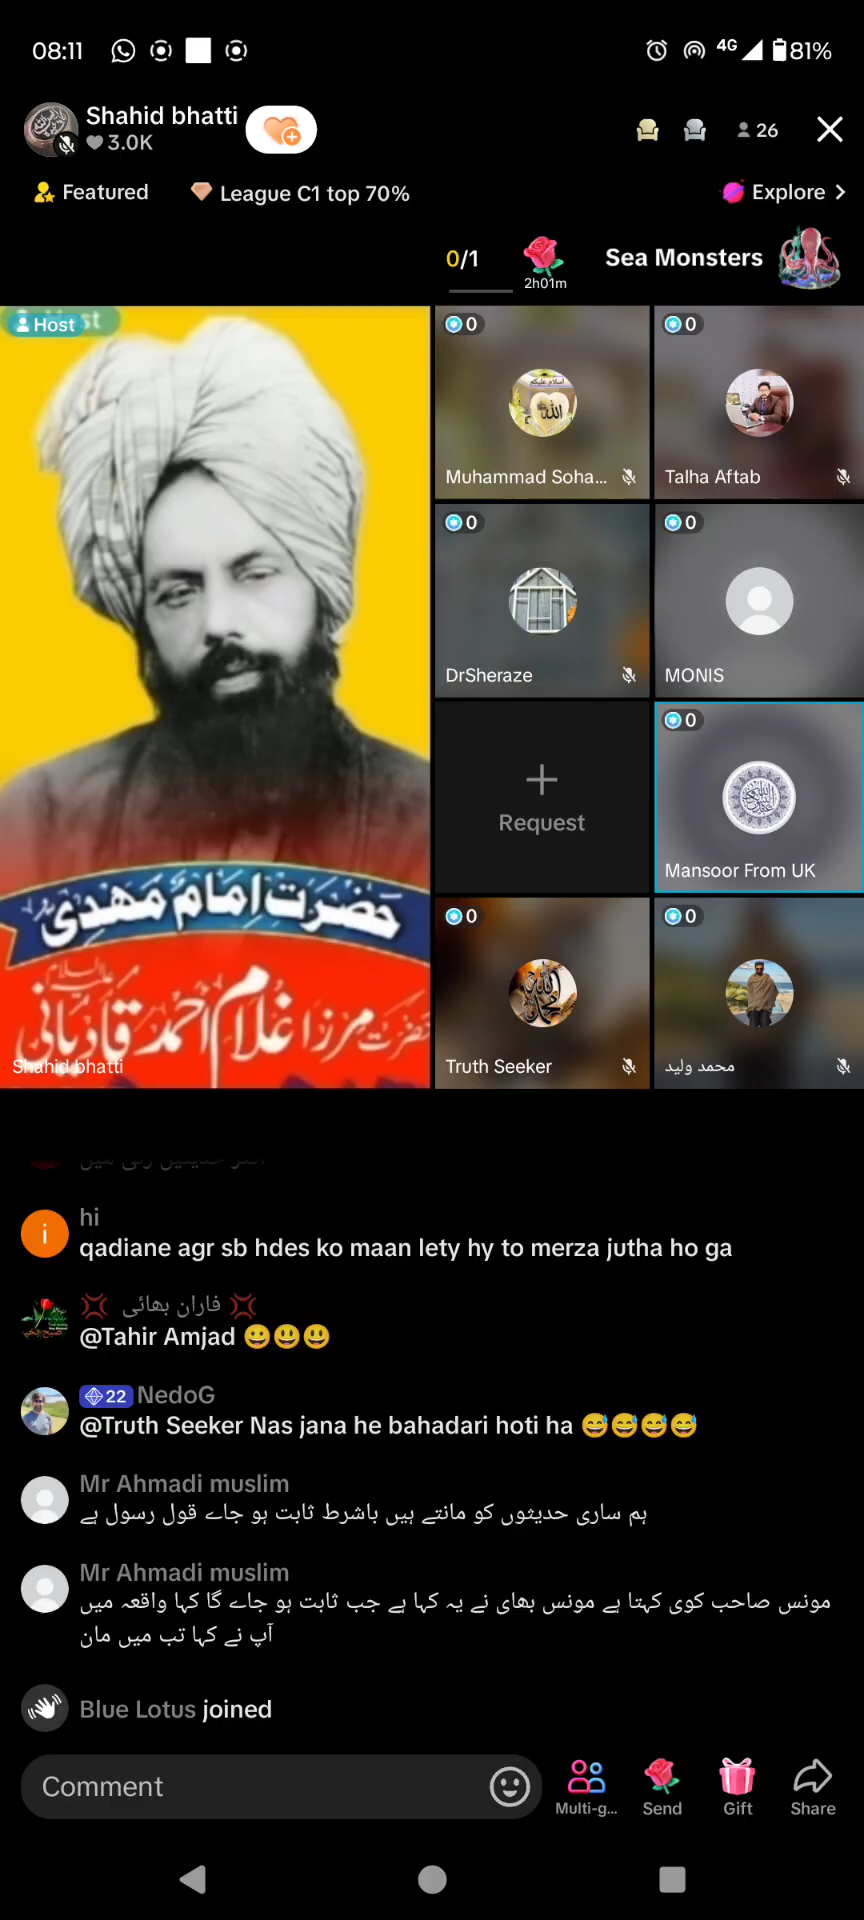 08:11
4G
81%
Shahid bhatti
3.0K
26
Featured
League C1 top 70%
Explore
0/1
2h01m
Sea Monsters
Host
0
0
Muhammad Soha...
Talha Aftab
0
0
DrSheraze
MONIS
0
Request
Mansoor From UK
0
0
Truth Seeker
محمد ولید
حضرت امام مہدی
علیہ السلام
حضرت مرزا غلام احمد قادیانی
Shahid bhatti
hi
qadiane agr sb hdes ko maan lety hy to merza jutha ho ga
فاران بھائی
@Tahir Amjad 😀😃😃
22 NedoG
@Truth Seeker Nas jana he bahadari hoti ha 😅😅😅😅
Mr Ahmadi muslim
ہم ساری حدیثوں کو مانتے ہیں باشرط ثابت ہو جاے قول رسول ہے
Mr Ahmadi muslim
مونس صاحب کوی کہتا ہے مونس بھای نے یہ کہا ہے جب ثابت ہو جاے گا کہا واقعہ میں
آپ نے کہا تب میں مان
Blue Lotus joined
Comment
Multi-g...
Send
Gift
Share